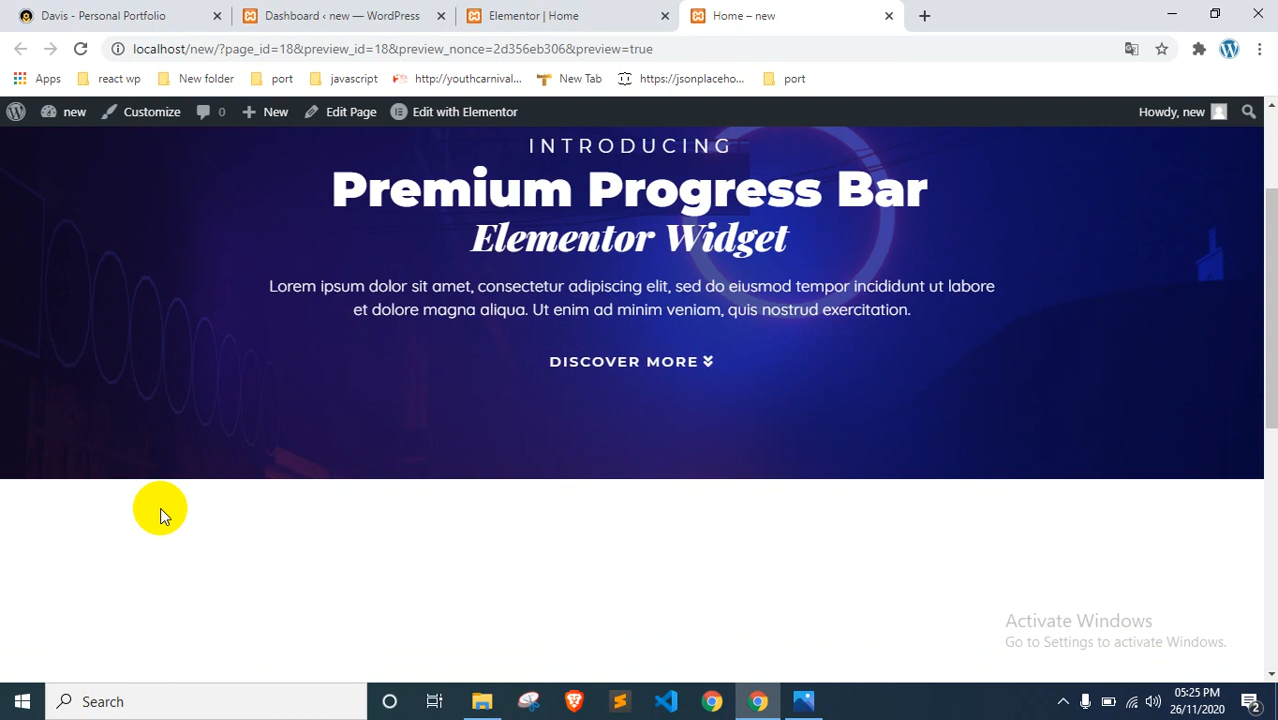 Davis - Personal Portfolio
Dashboard ‹ new — WordPress
Elementor | Home
Home – new
localhost/new/?page_id=18&preview_id=18&preview_nonce=2d356eb306&preview=true
Apps
react wp
New folder
port
javascript
http://youthcarnival...
New Tab
https://jsonplaceho...
port
new
Customize
0
New
Edit Page
Edit with Elementor
Howdy, new
INTRODUCING
Premium Progress Bar
Elementor Widget
Lorem ipsum dolor sit amet, consectetur adipiscing elit, sed do eiusmod tempor incididunt ut labore
et dolore magna aliqua. Ut enim ad minim veniam, quis nostrud exercitation.
DISCOVER MORE
Activate Windows
Go to Settings to activate Windows.
Search
05:25 PM
26/11/2020
2